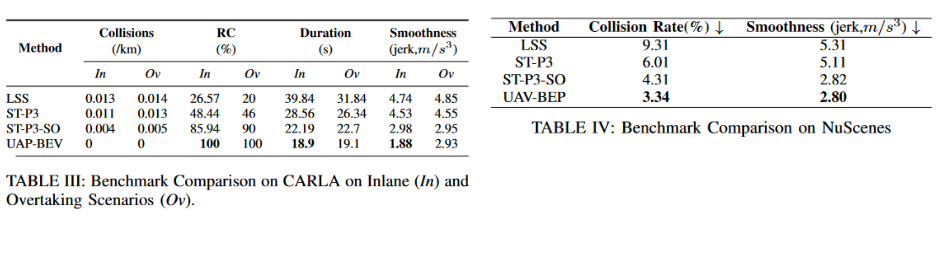 Method Collisions (/km) RC (%) Duration (s) Smoothness (jerk,m/s³)
In Ov In Ov In Ov In Ov
LSS 0.013 0.014 26.57 20 39.84 31.84 4.74 4.85
ST-P3 0.011 0.013 48.44 46 28.56 26.34 4.53 4.55
ST-P3-SO 0.004 0.005 85.94 90 22.19 22.7 2.98 2.95
UAP-BEV 0 0 100 100 18.9 19.1 1.88 2.93
TABLE III: Benchmark Comparison on CARLA on Inlane (In) and
Overtaking Scenarios (Ov).
Method Collision Rate(%) ↓ Smoothness (jerk,m/s³) ↓
LSS 9.31 5.31
ST-P3 6.01 5.11
ST-P3-SO 4.31 2.82
UAV-BEP 3.34 2.80
TABLE IV: Benchmark Comparison on NuScenes